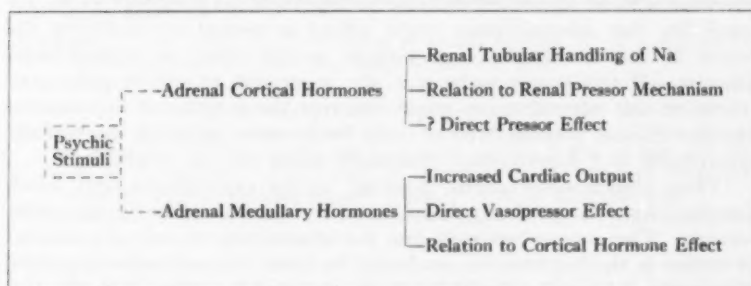 Renal Tubular Handling of Na
Adrenal Cortical Hormones
Relation to Renal Pressor Mechanism
? Direct Pressor Effect
Psychic
Stimuli
Increased Cardiac Output
Adrenal Medullary Hormones
Direct Vasopressor Effect
Relation to Cortical Hormone Effect